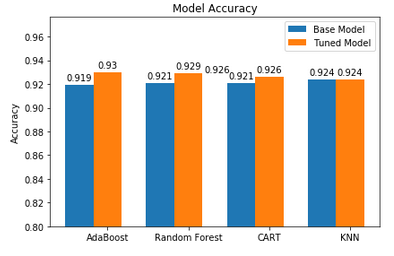 Model Accuracy
Base Model
Tuned Model
Accuracy
0.96
0.94
0.92
0.90
0.88
0.86
0.84
0.82
0.80
0.919
0.93
0.921
0.929
0.926
0.921
0.926
0.924
0.924
AdaBoost
Random Forest
CART
KNN